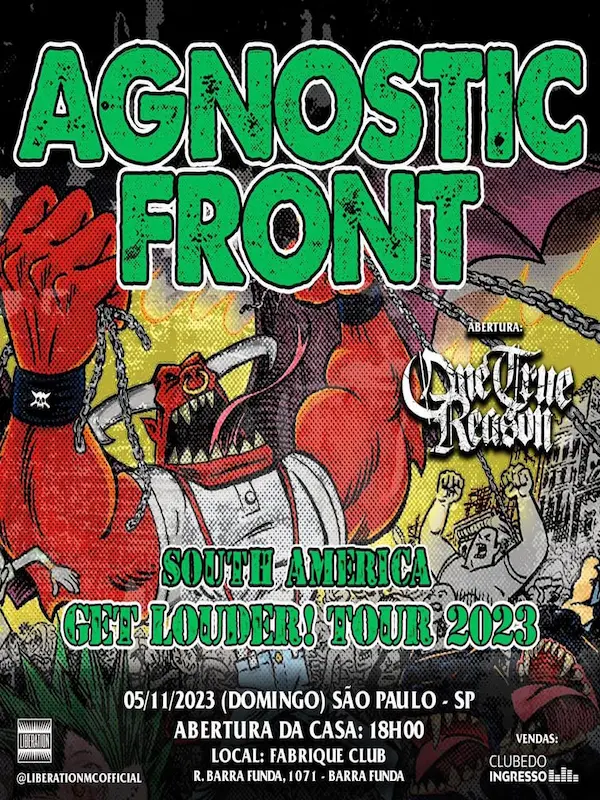 AGNOSTIC
FRONT
ABERTURA:
One True
Reason
SOUTH AMERICA
GET LOUDER! TOUR 2023
05/11/2023 (DOMINGO) SÃO PAULO - SP
ABERTURA DA CASA: 18H00
LOCAL: FABRIQUE CLUB
R. BARRA FUNDA, 1071 - BARRA FUNDA
LIBERATION
@LIBERATIONMCOFFICIAL
VENDAS:
CLUBEDO
INGRESSO